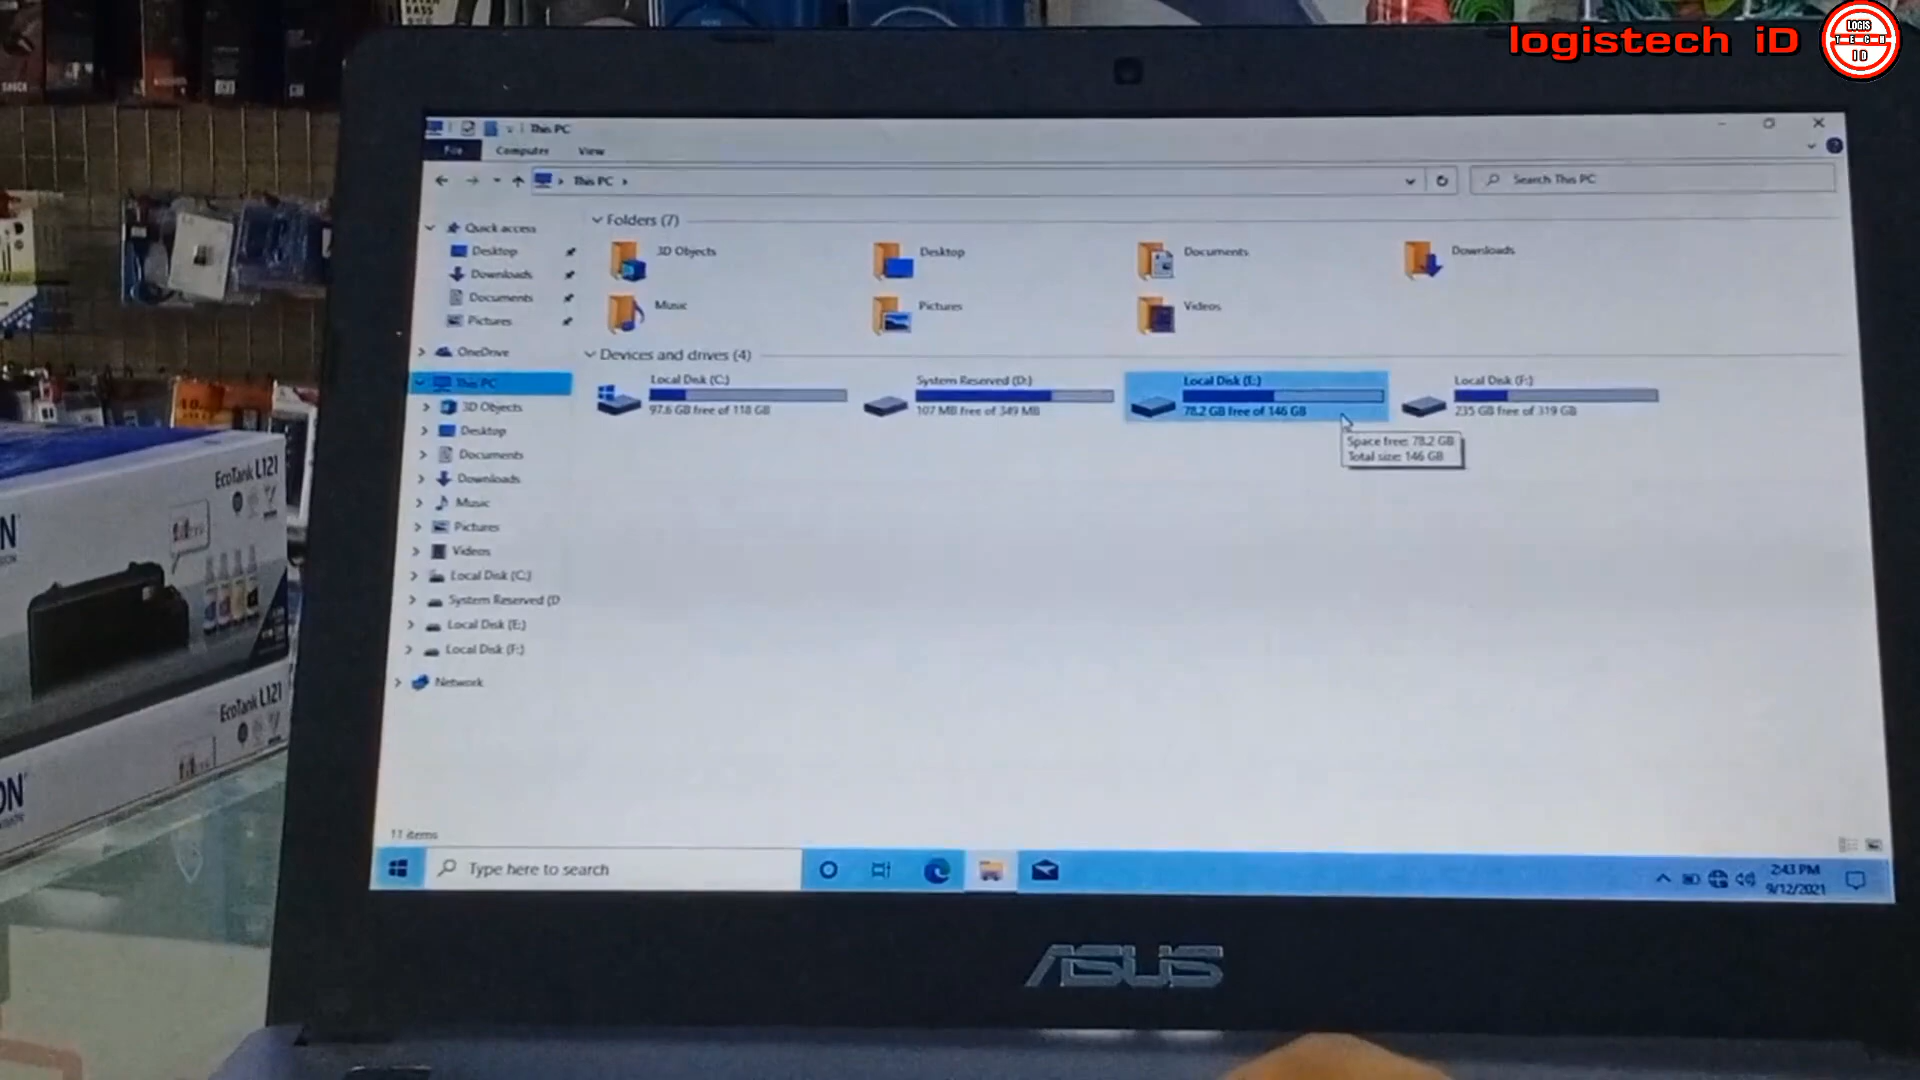 logistech iD
LOGIS
TECH
ID
This PC
File Computer View
This PC
Search This PC
Quick access
Desktop
Downloads
Documents
Pictures
OneDrive
This PC
3D Objects
Desktop
Documents
Downloads
Music
Pictures
Videos
Local Disk (C:)
System Reserved (D
Local Disk (E:)
Local Disk (F:)
Network
Folders (7)
3D Objects
Desktop
Documents
Downloads
Music
Pictures
Videos
Devices and drives (4)
Local Disk (C:)
97.6 GB free of 118 GB
System Reserved (D:)
107 MB free of 349 MB
Local Disk (E:)
78.2 GB free of 146 GB
Local Disk (F:)
235 GB free of 319 GB
Space free: 78.2 GB
Total size: 146 GB
11 items
Type here to search
2:43 PM
9/12/2021
ASUS
EcoTank L121
EcoTank L121
N
ON